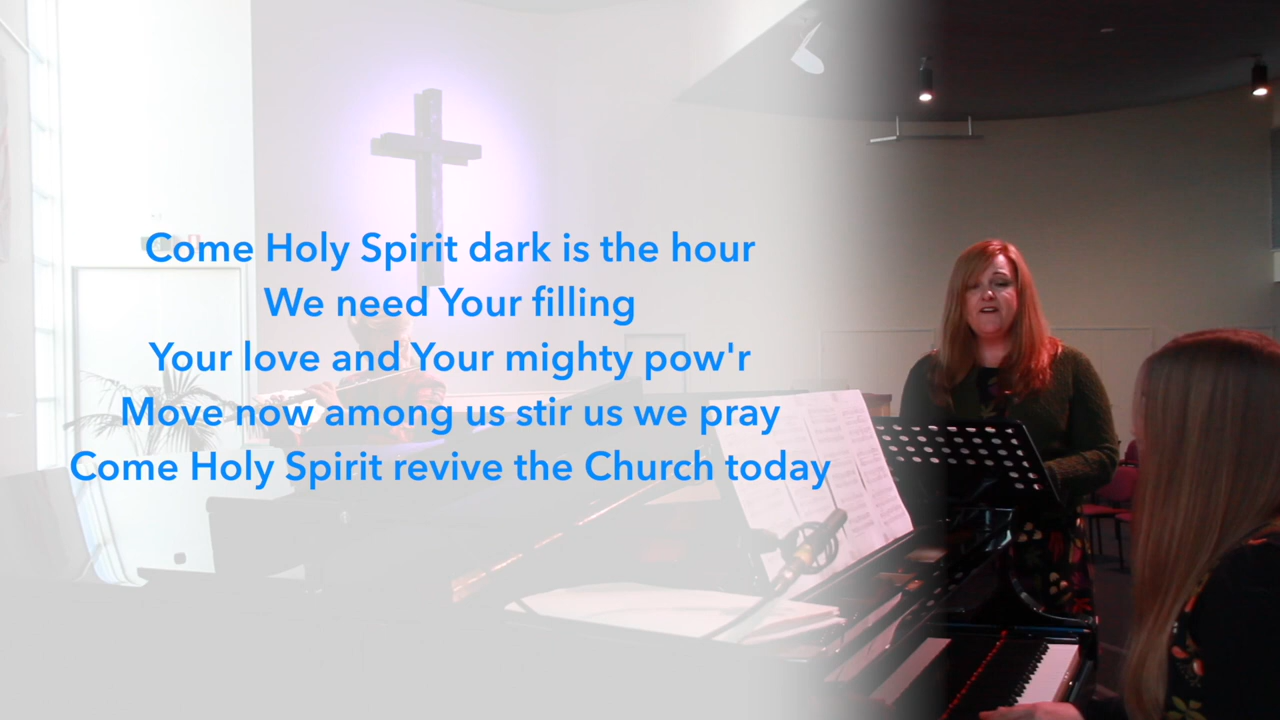 Come Holy Spirit dark is the hour
We need Your filling
Your love and Your mighty pow'r
Move now among us stir us we pray
Come Holy Spirit revive the Church today